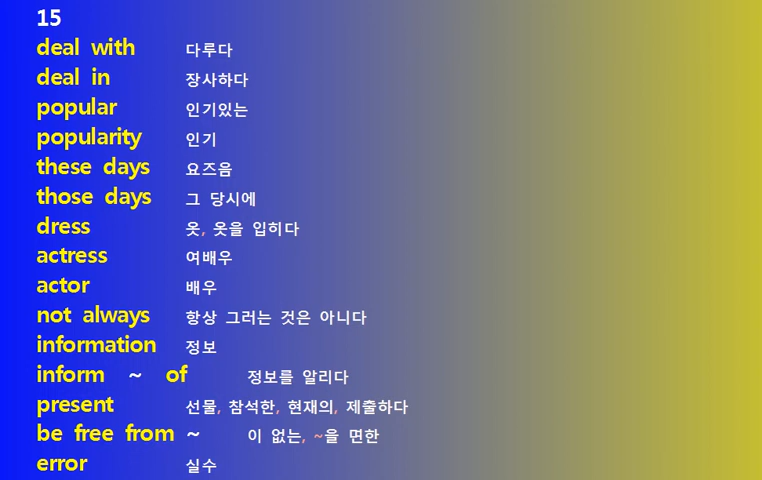 15
deal with 다루다
deal in 장사하다
popular 인기있는
popularity 인기
these days 요즈음
those days 그 당시에
dress 옷, 옷을 입히다
actress 여배우
actor 배우
not always 항상 그러는 것은 아니다
information 정보
inform ~ of 정보를 알리다
present 선물, 참석한, 현재의, 제출하다
be free from ~ 이 없는, ~을 면한
error 실수